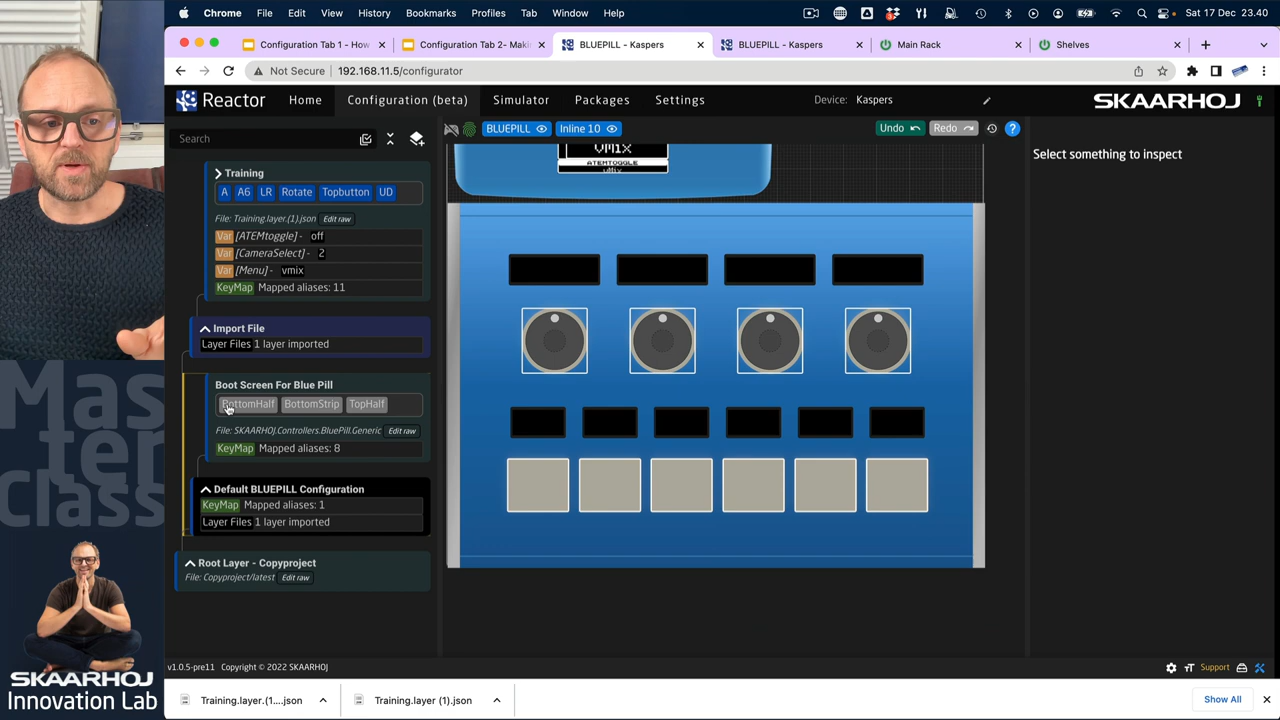 Chrome File Edit View History Bookmarks Profiles Tab Window Help Sat 17 Dec 23.40
Configuration Tab 1 - How Configuration Tab 2- Maki BLUEPILL - Kaspers BLUEPILL - Kaspers Main Rack Shelves
Not Secure 192.168.11.5/configurator
Reactor Home Configuration (beta) Simulator Packages Settings Device: Kaspers SKAARHOJ
Search BLUEPILL Inline 10 Undo Redo
Select something to inspect
Training
A A6 LR Rotate Topbutton UD
File: Training.layer.(1).json Edit raw
Var [ATEMtoggle] - off
Var [CameraSelect] - 2
Var [Menu] - vmix
KeyMap Mapped aliases: 11
Import File
Layer Files 1 layer imported
Boot Screen For Blue Pill
BottomHalf BottomStrip TopHalf
File: SKAARHOJ.Controllers.BluePill.Generic Edit raw
KeyMap Mapped aliases: 8
Default BLUEPILL Configuration
KeyMap Mapped aliases: 1
Layer Files 1 layer imported
Root Layer - Copyproject
File: Copyproject/latest Edit raw
VMix
ATEMTOGGLE
vMix
v1.0.5-pre11 Copyright © 2022 SKAARHOJ Support
Training.layer.(1....json Training.layer (1).json Show All
Mas
ter
Class
SKAARHOJ
Innovation Lab